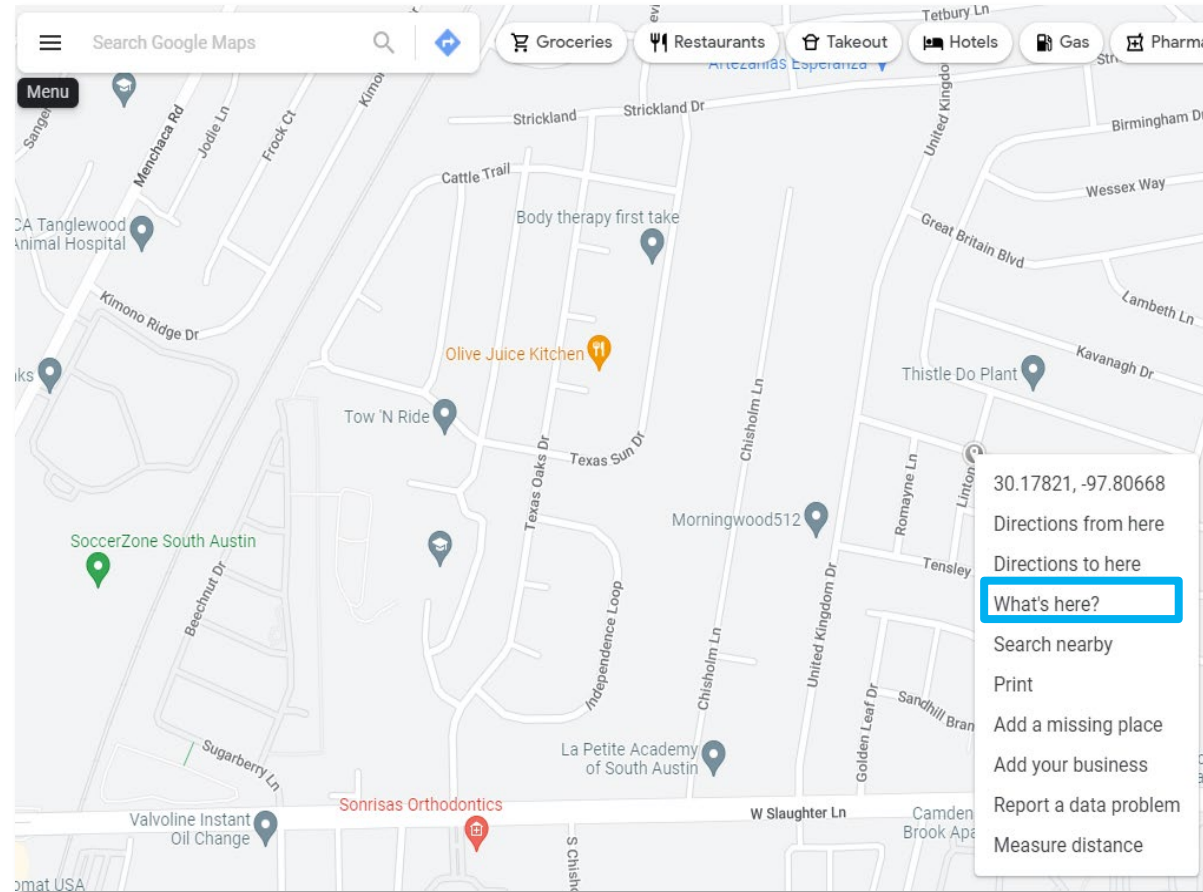 Search Google Maps
Groceries
Restaurants
Takeout
Hotels
Gas
Menu
Tetbury Ln
Artezanias Esperanza
Menchaca Rd
Jodie Ln
Frock Ct
Strickland
Strickland Dr
United Kingdo
Birmingham D
Cattle Trail
Wessex Way
CA Tanglewood
Animal Hospital
Body therapy first take
Great Britain Blvd
Kimono Ridge Dr
Lambeth Ln
Olive Juice Kitchen
Kavanagh Dr
Thistle Do Plant
Tow 'N Ride
Chisholm Ln
Texas Oaks Dr
Texas Sun Dr
Romayne Ln
Linton
Morningwood512
SoccerZone South Austin
Beechnut Dr
Tensley
Independence Loop
Chisholm Ln
United Kingdom Dr
Golden Leaf Dr
Sandhill Bran
Sugarberry Ln
La Petite Academy
of South Austin
Sonrisas Orthodontics
W Slaughter Ln
Valvoline Instant
Oil Change
Camden
Brook Apa
S Chisho
omat USA
30.17821, -97.80668
Directions from here
Directions to here
What's here?
Search nearby
Print
Add a missing place
Add your business
Report a data problem
Measure distance